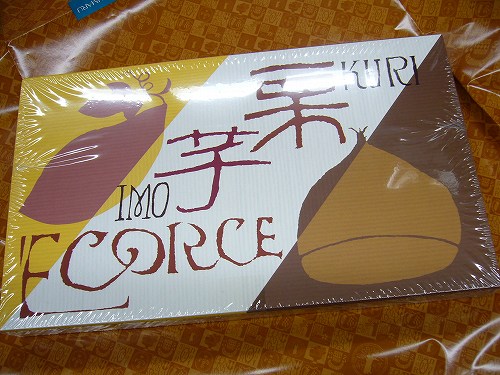 栗
KURI
芋
IMO
ECORCE